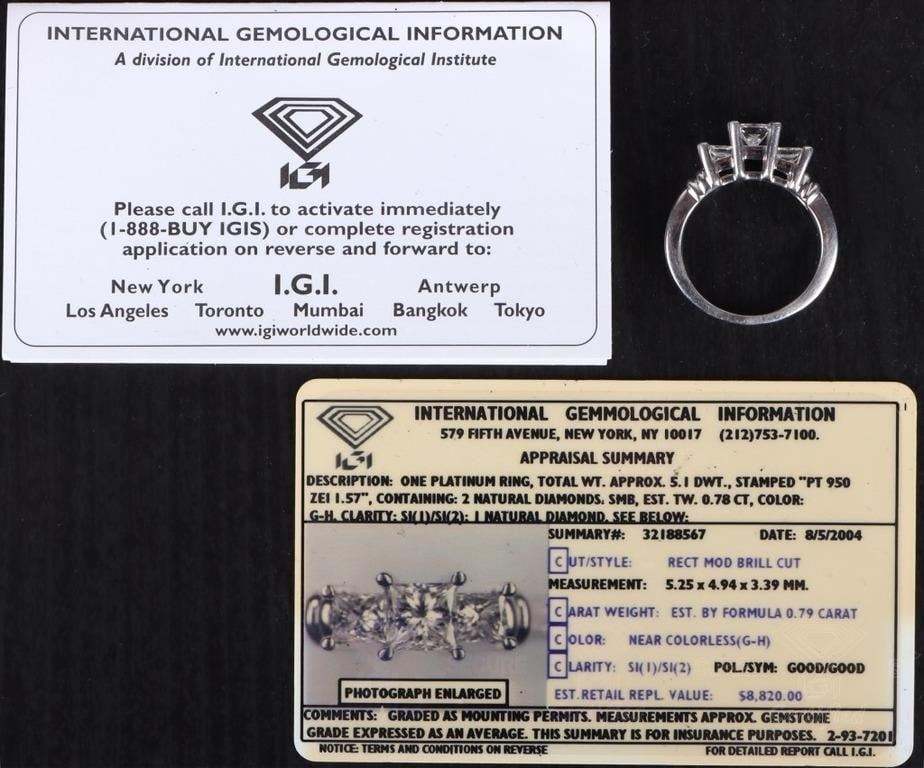 INTERNATIONAL GEMOLOGICAL INFORMATION
A division of International Gemological Institute
IGI
Please call I.G.I. to activate immediately
(1-888-BUY IGIS) or complete registration
application on reverse and forward to:
New York I.G.I. Antwerp
Los Angeles Toronto Mumbai Bangkok Tokyo
www.igiworldwide.com
INTERNATIONAL GEMMOLOGICAL INFORMATION
579 FIFTH AVENUE, NEW YORK, NY 10017 (212)753-7100.
IGI
APPRAISAL SUMMARY
DESCRIPTION: ONE PLATINUM RING, TOTAL WT. APPROX. 5.1 DWT., STAMPED "PT 950
ZEI 1.57", CONTAINING: 2 NATURAL DIAMONDS. SMB, EST. TW. 0.78 CT, COLOR:
G-H. CLARITY: SI(1)/SI(2): 1 NATURAL DIAMOND. SEE BELOW:
SUMMARY#: 32188567 DATE: 8/5/2004
CUT/STYLE: RECT MOD BRILL CUT
MEASUREMENT: 5.25 x 4.94 x 3.39 MM.
CARAT WEIGHT: EST. BY FORMULA 0.79 CARAT
COLOR: NEAR COLORLESS(G-H)
CLARITY: SI(1)/SI(2) POL./SYM: GOOD/GOOD
PHOTOGRAPH ENLARGED
EST.RETAIL REPL. VALUE: $8,820.00
COMMENTS: GRADED AS MOUNTING PERMITS. MEASUREMENTS APPROX. GEMSTONE
GRADE EXPRESSED AS AN AVERAGE. THIS SUMMARY IS FOR INSURANCE PURPOSES. 2-93-7201
NOTICE: TERMS AND CONDITIONS ON REVERSE FOR DETAILED REPORT CALL I.G.I.